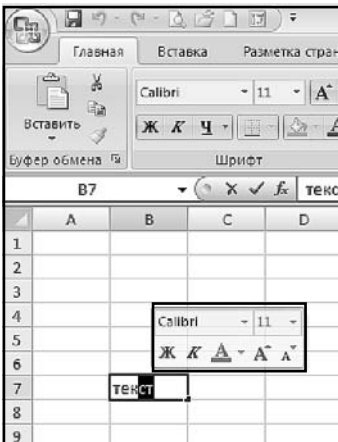 Главная Вставка Разметка стран
Calibri 11 A
Вставить Ж К Ч
Буфер обмена Шрифт
B7 fx текс
A B C D
1
2
3
4
Calibri 11
5
Ж К A A A
6
7 текст
8
9